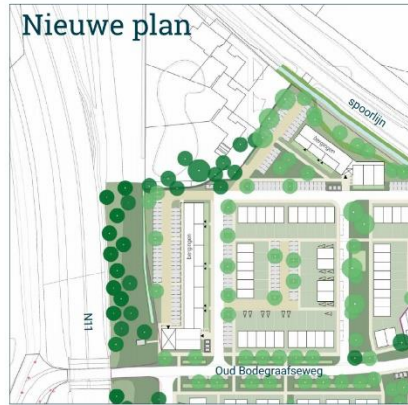 Nieuwe plan
spoorlijn
bergingen
bergingen
N11
Oud Bodegraafseweg